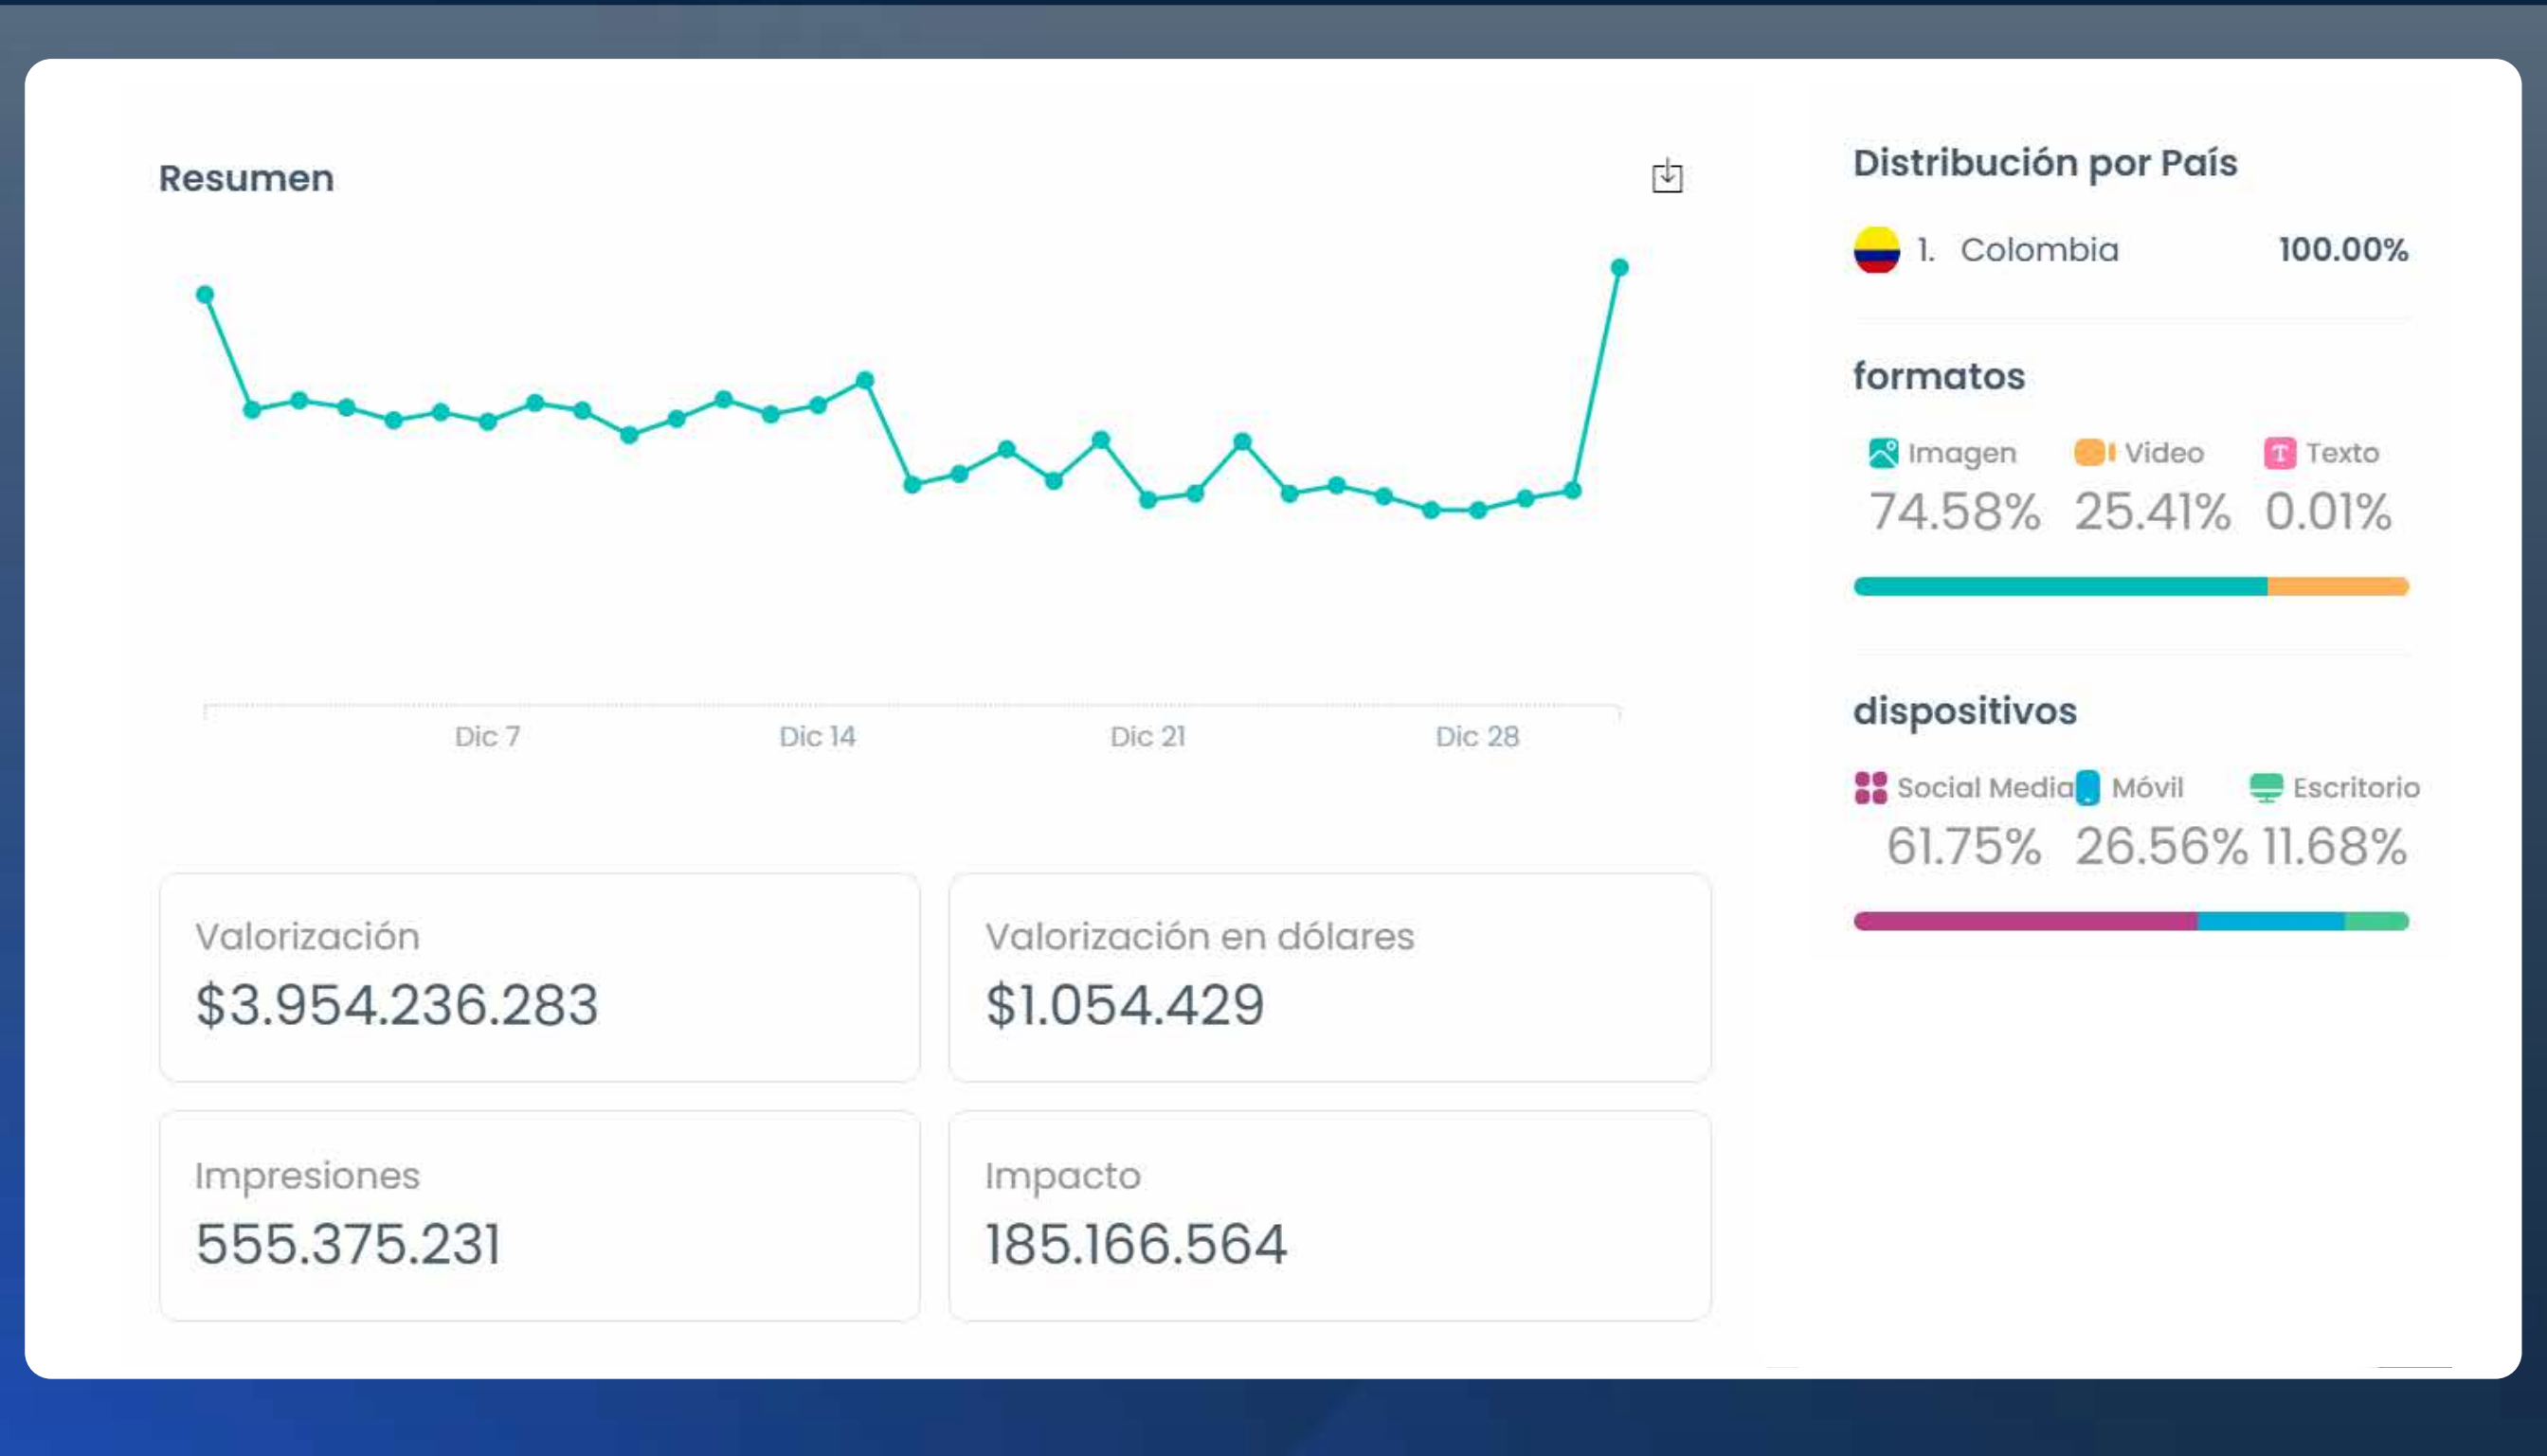 Resumen
Dic 7 Dic 14 Dic 21 Dic 28
Valorización
$3.954.236.283
Valorización en dólares
$1.054.429
Impresiones
555.375.231
Impacto
185.166.564
Distribución por País
1. Colombia 100.00%
formatos
Imagen Video Texto
74.58% 25.41% 0.01%
dispositivos
Social Media Móvil Escritorio
61.75% 26.56% 11.68%